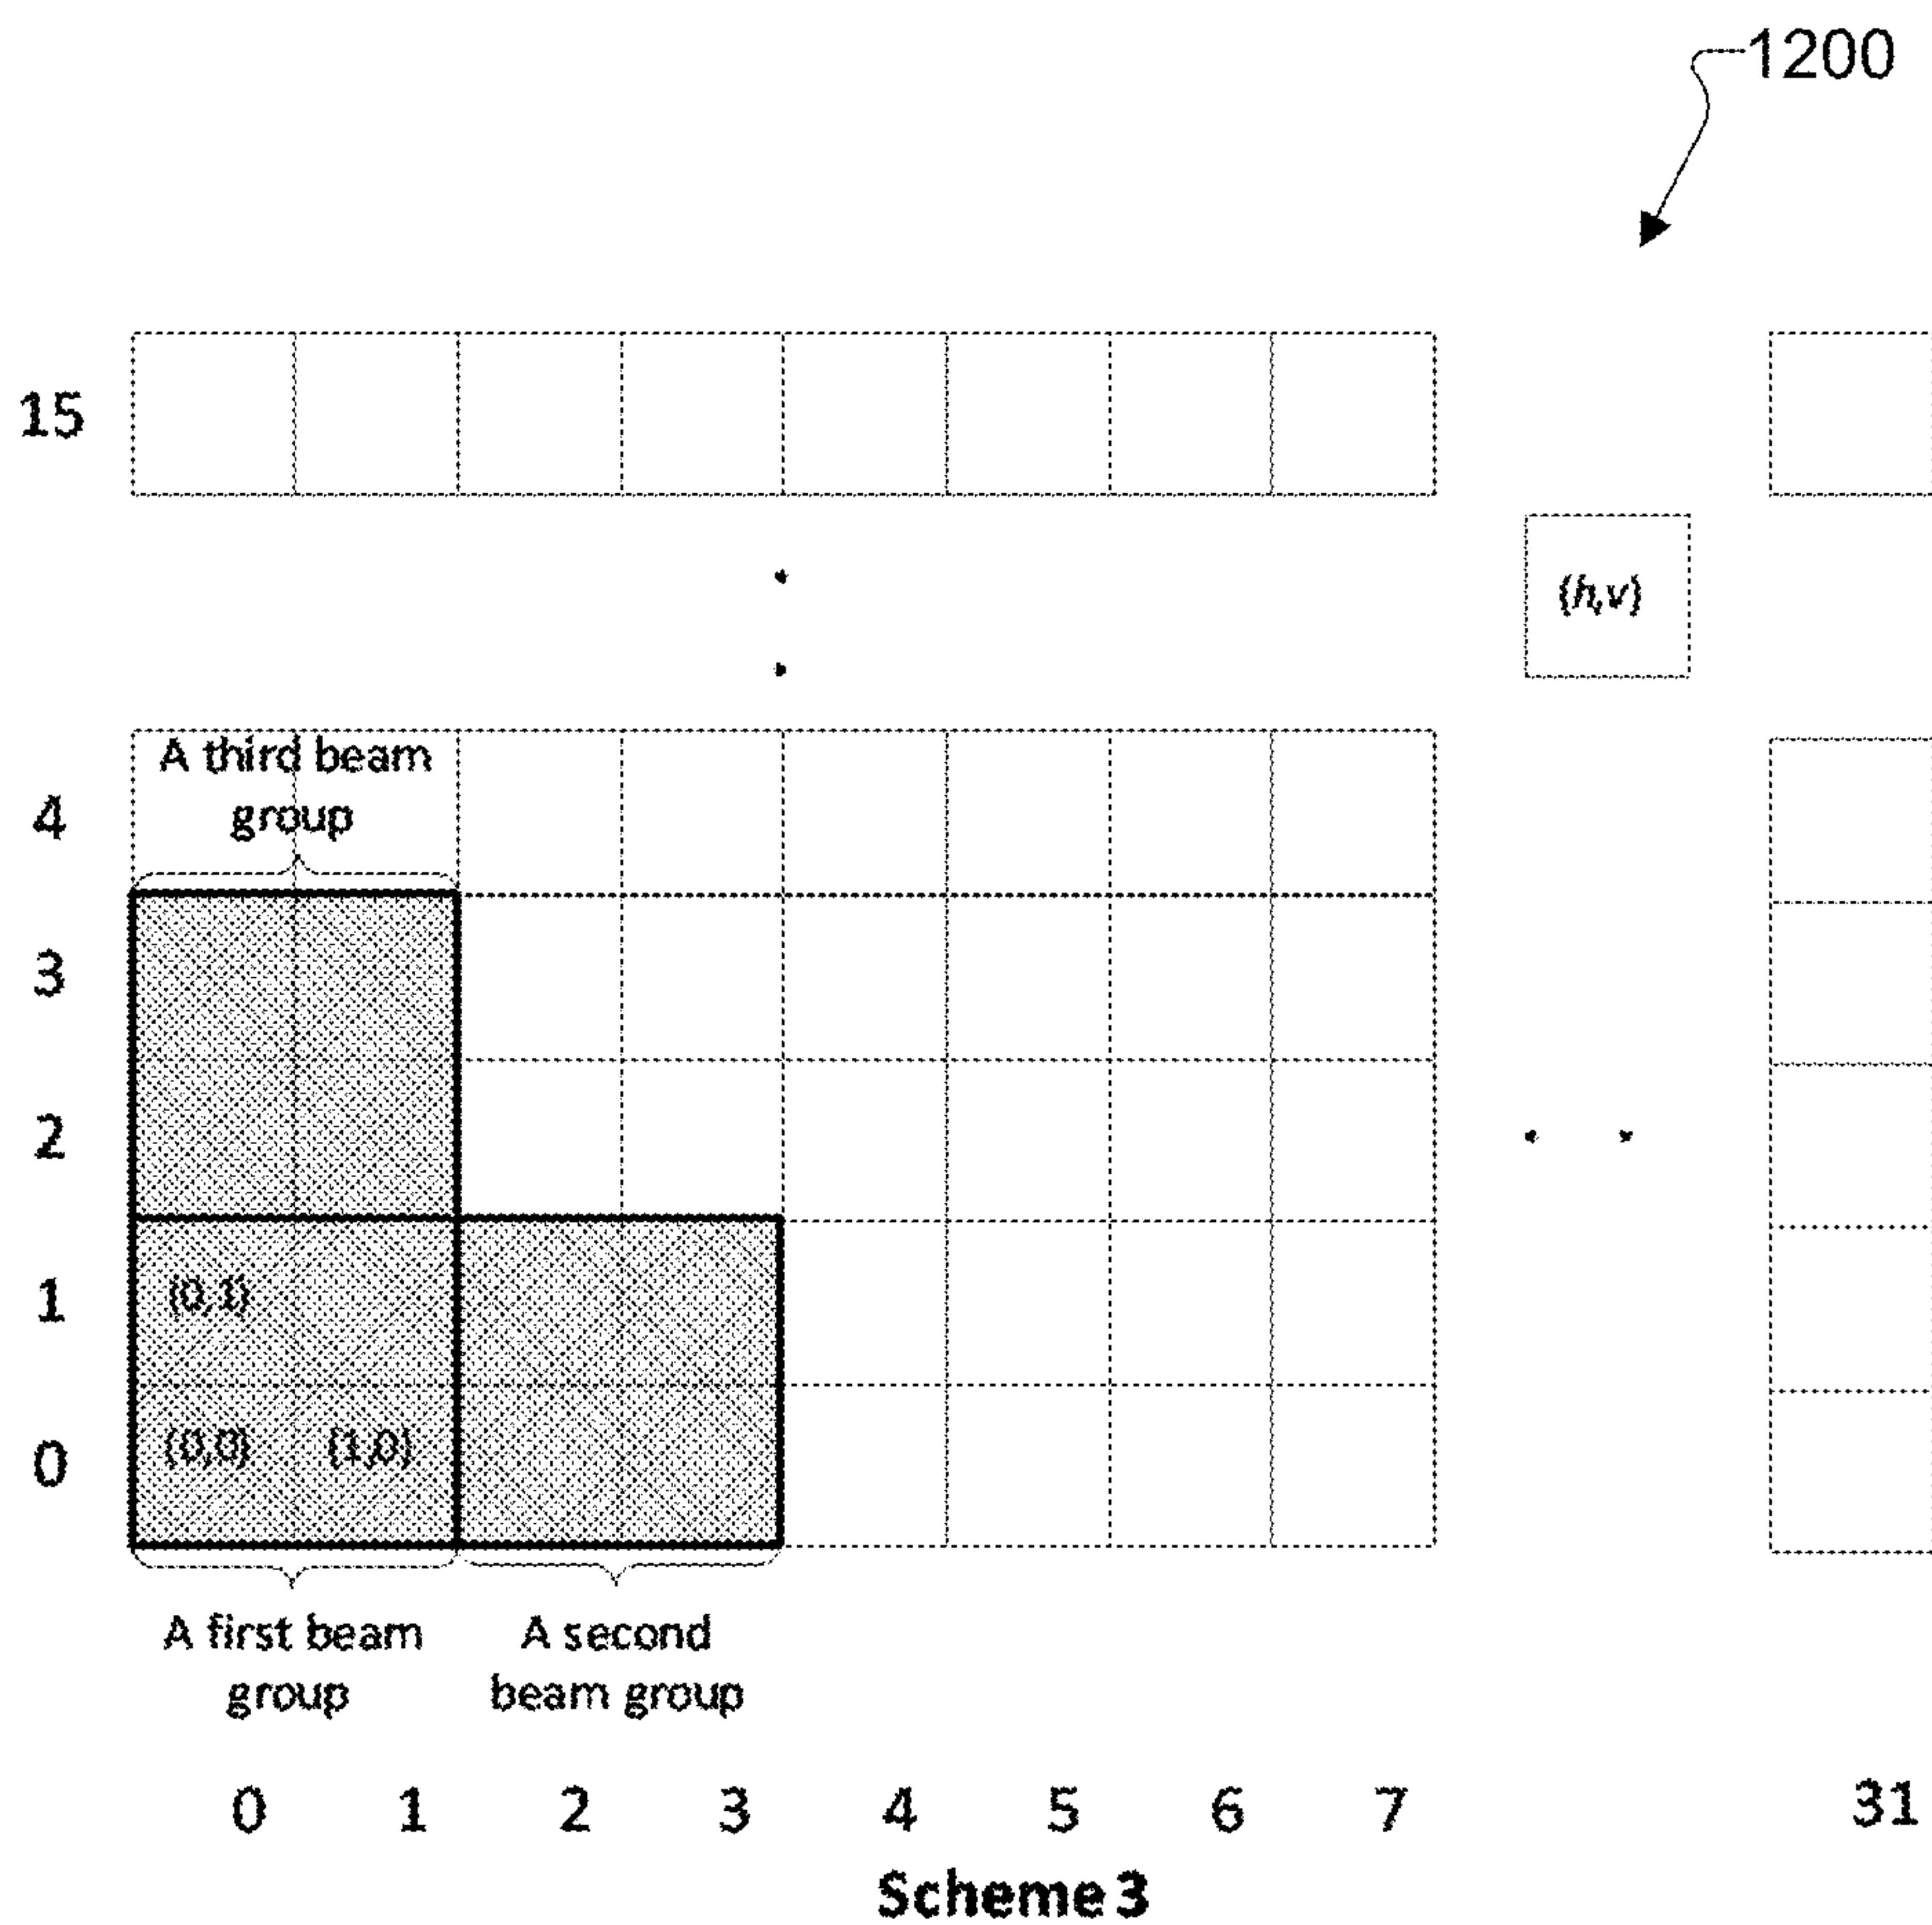 1200
15
(h,v)
A third beam
group
4
3
2
1
(0,1)
0
(0,0) (1,0)
A first beam
group
A second
beam group
0 1 2 3 4 5 6 7 31
Scheme 3